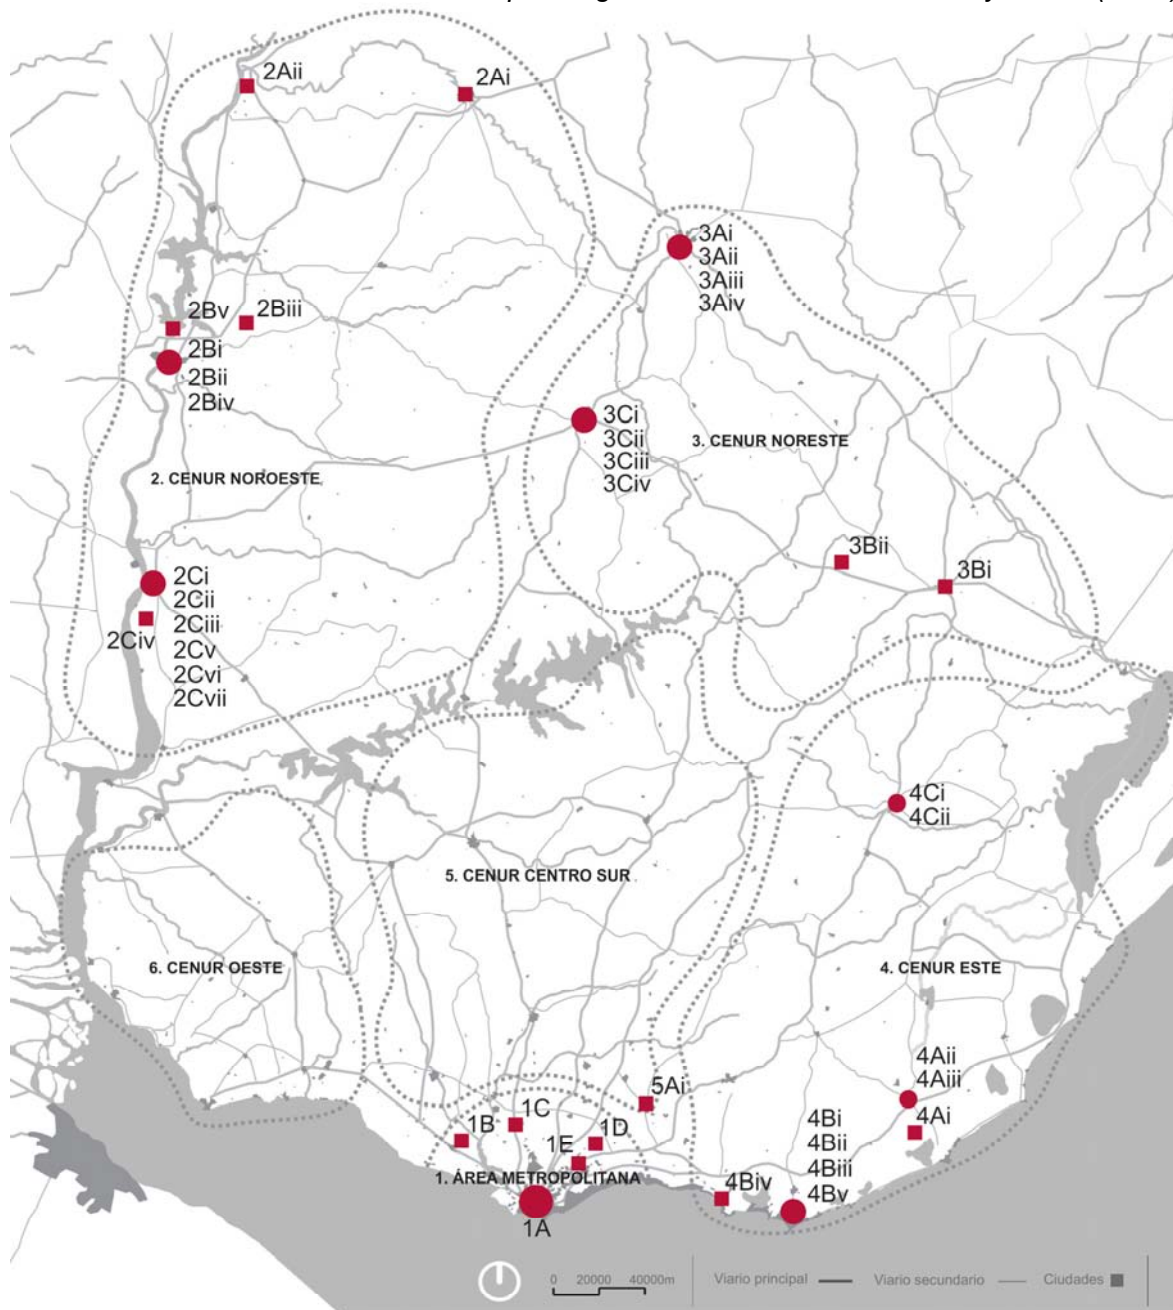 2Aii
2Ai
3Ai
3Aii
3Aiii
3Aiv
2Bv
2Biii
2Bi
2Bii
2Biv
3Ci
3Cii
3Ciii
3Civ
3. CENUR NORESTE
2. CENUR NOROESTE
3Bii
3Bi
2Ci
2Cii
2Ciii
2Civ
2Cv
2Cvi
2Cvii
4Ci
4Cii
5. CENUR CENTRO SUR
6. CENUR OESTE
4. CENUR ESTE
4Aii
4Aiii
4Ai
5Ai
1B
1C
1D
1E
4Bi
4Bii
4Biii
4Bv
4Biv
1. ÁREA METROPOLITANA
1A
0 20000 40000m
Viario principal
Viario secundario
Ciudades